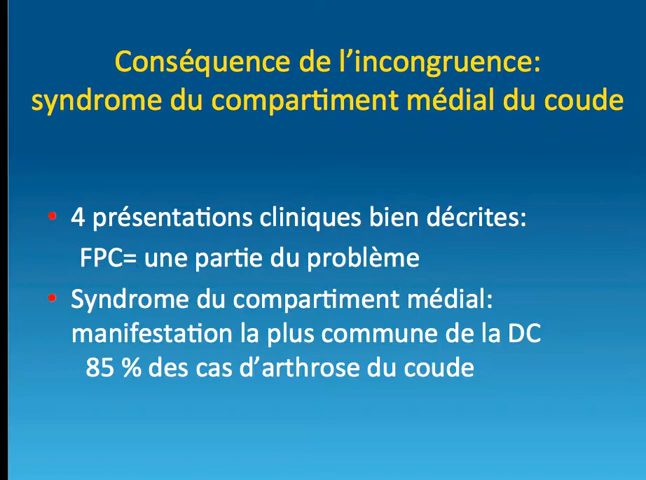 Conséquence de l’incongruence:
syndrome du compartiment médial du coude
• 4 présentations cliniques bien décrites:
FPC= une partie du problème
• Syndrome du compartiment médial:
manifestation la plus commune de la DC
85 % des cas d’arthrose du coude